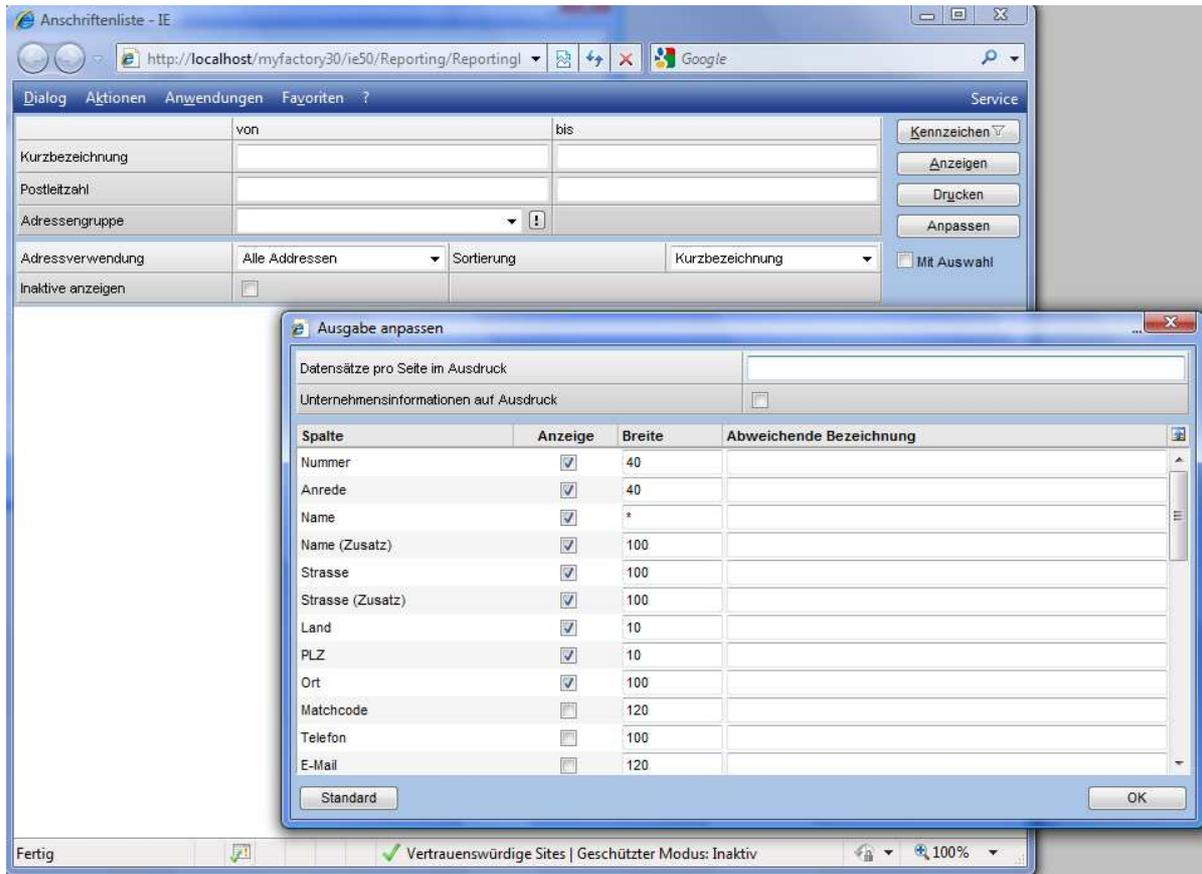 Anschriftenliste - IE
http://localhost/myfactory30/ie50/Reporting/Reportingl
Google
Dialog Aktionen Anwendungen Favoriten ?
Service
von bis
Kennzeichen
Kurzbezeichnung
Anzeigen
Postleitzahl
Drucken
Adressengruppe !
Anpassen
Adressverwendung Alle Addressen Sortierung Kurzbezeichnung
Mit Auswahl
Inaktive anzeigen
Ausgabe anpassen ...
Datensätze pro Seite im Ausdruck
Unternehmensinformationen auf Ausdruck
Spalte Anzeige Breite Abweichende Bezeichnung
Nummer 40
Anrede 40
Name *
Name (Zusatz) 100
Strasse 100
Strasse (Zusatz) 100
Land 10
PLZ 10
Ort 100
Matchcode 120
Telefon 100
E-Mail 120
Standard OK
Fertig Vertrauenswürdige Sites | Geschützter Modus: Inaktiv 100%